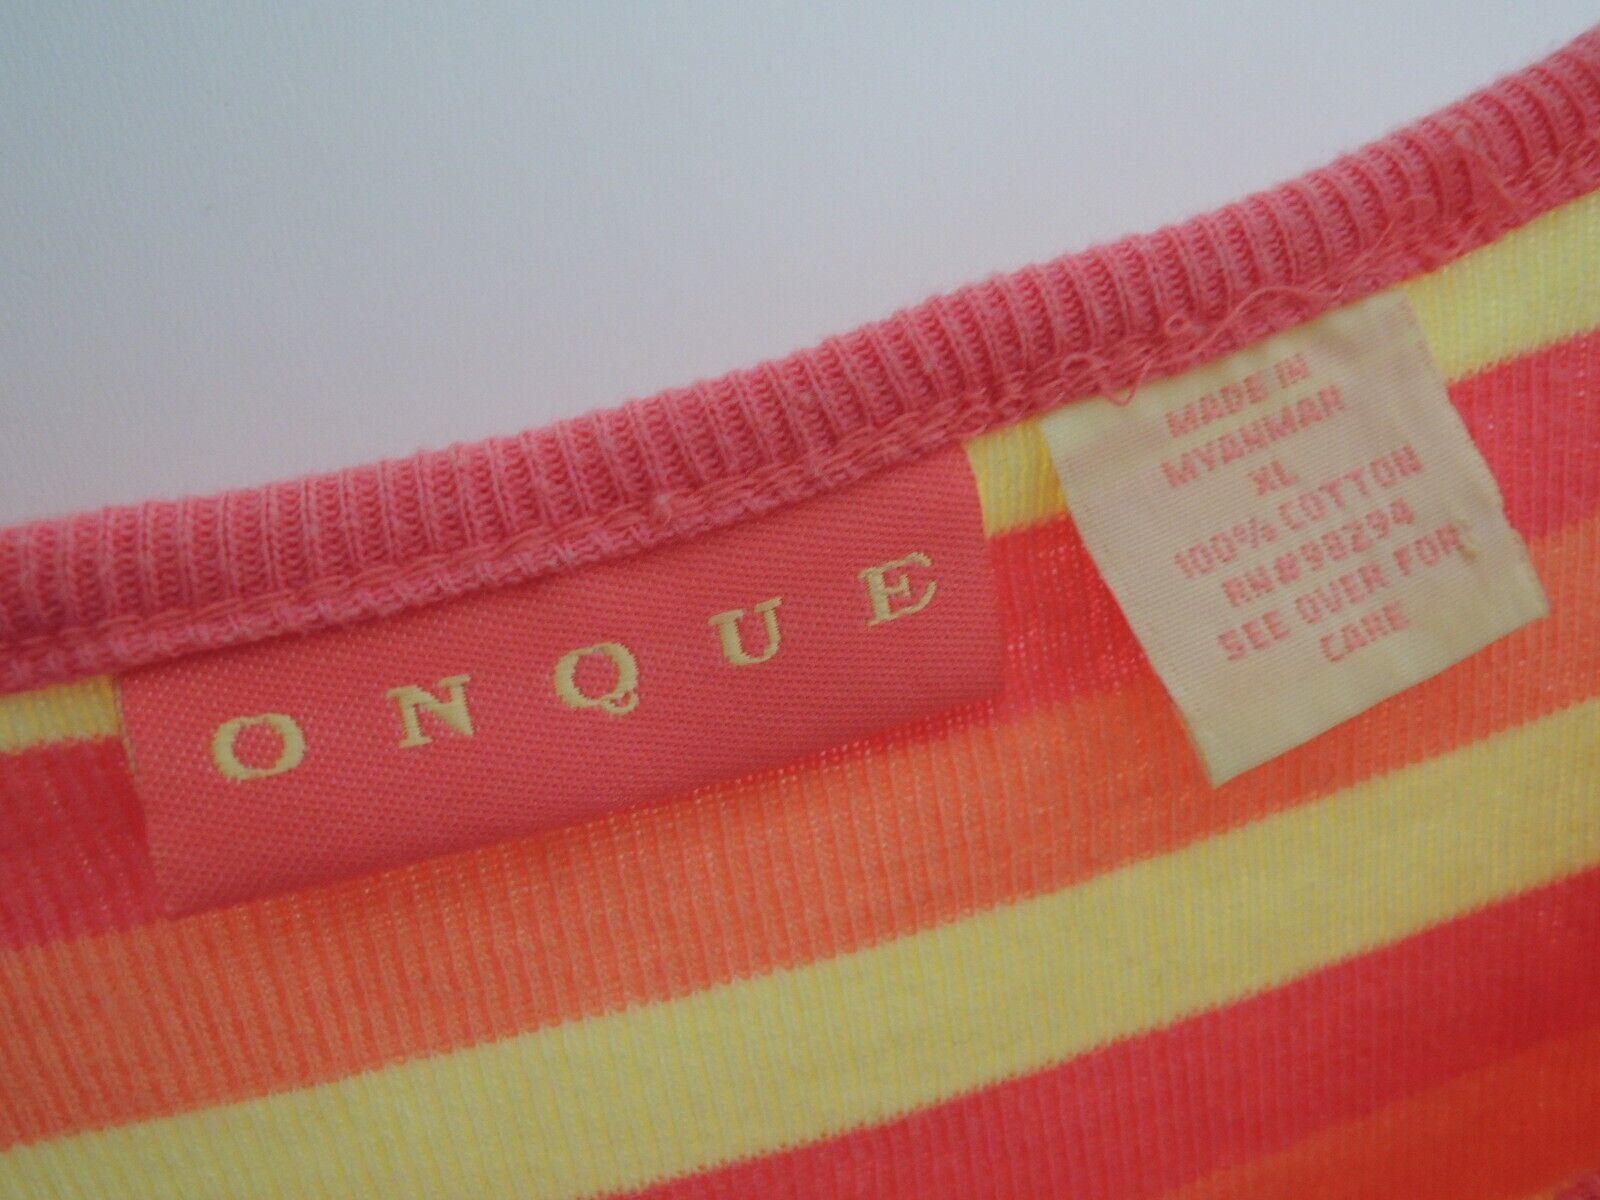 ONQUE
MADE IN
MYANMAR
XL
100% COTTON
RN#98294
SEE OVER FOR
CARE